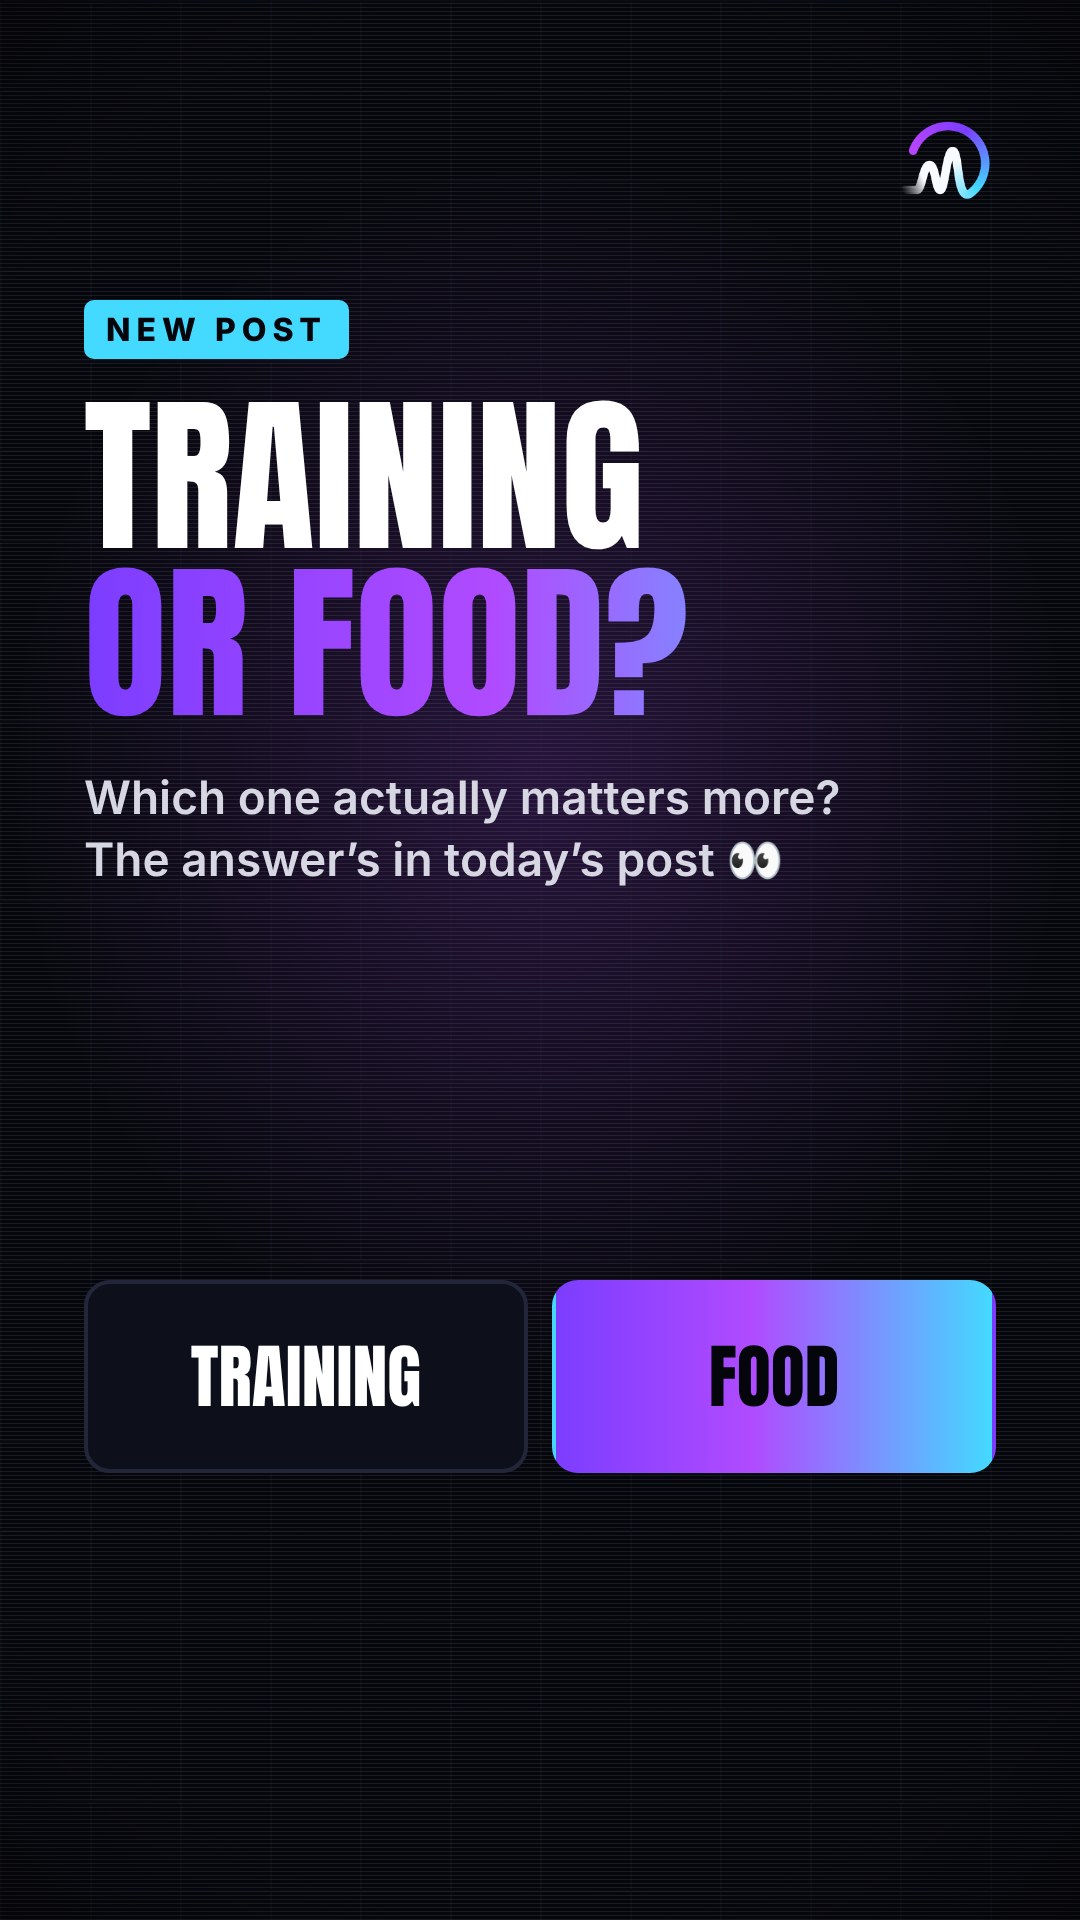 NEW POST
TRAINING
OR FOOD?
Which one actually matters more?
The answer’s in today’s post 👀
TRAINING
FOOD